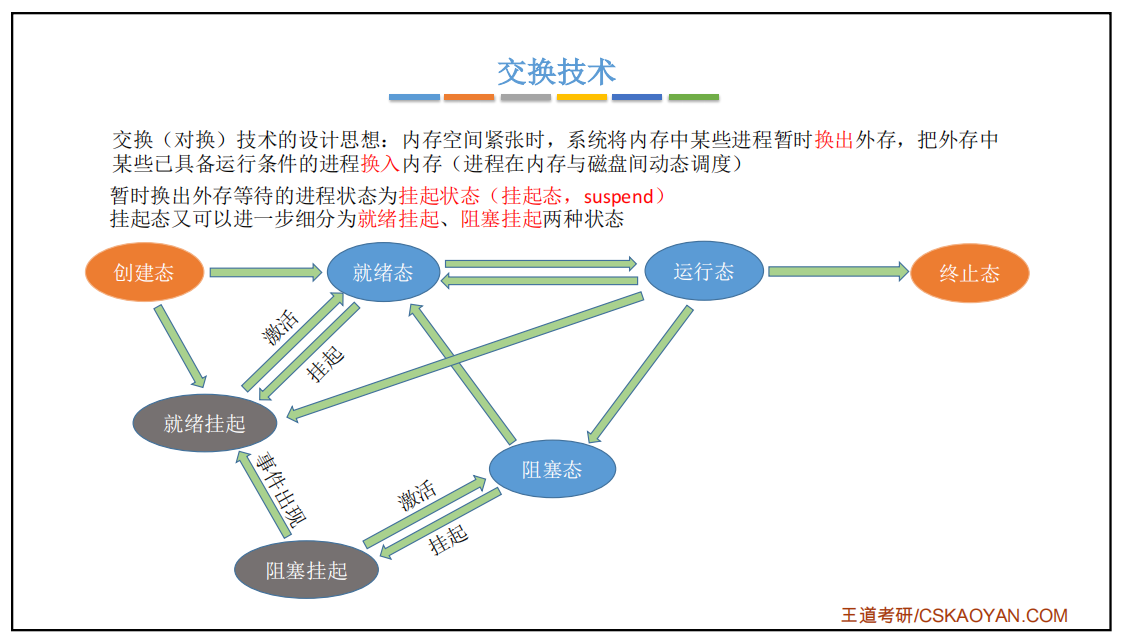 交换技术
交换（对换）技术的设计思想：内存空间紧张时，系统将内存中某些进程暂时换出外存，把外存中
某些已具备运行条件的进程换入内存（进程在内存与磁盘间动态调度）
暂时换出外存等待的进程状态为挂起状态（挂起态，suspend）
挂起态又可以进一步细分为就绪挂起、阻塞挂起两种状态
创建态
就绪态
运行态
终止态
激活
挂起
就绪挂起
阻塞态
事件出现
激活
挂起
阻塞挂起
王道考研/CSKAOYAN.COM